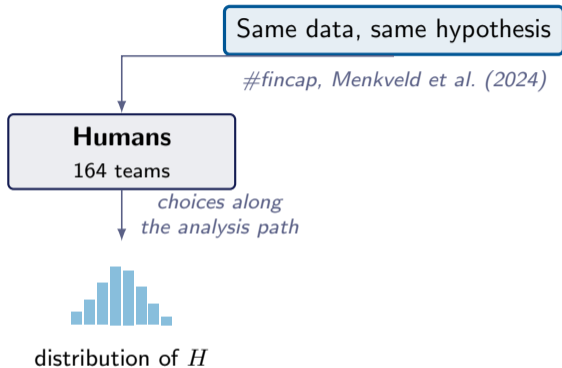 Same data, same hypothesis
#fincap, Menkveld et al. (2024)
Humans
164 teams
choices along
the analysis path
distribution of H